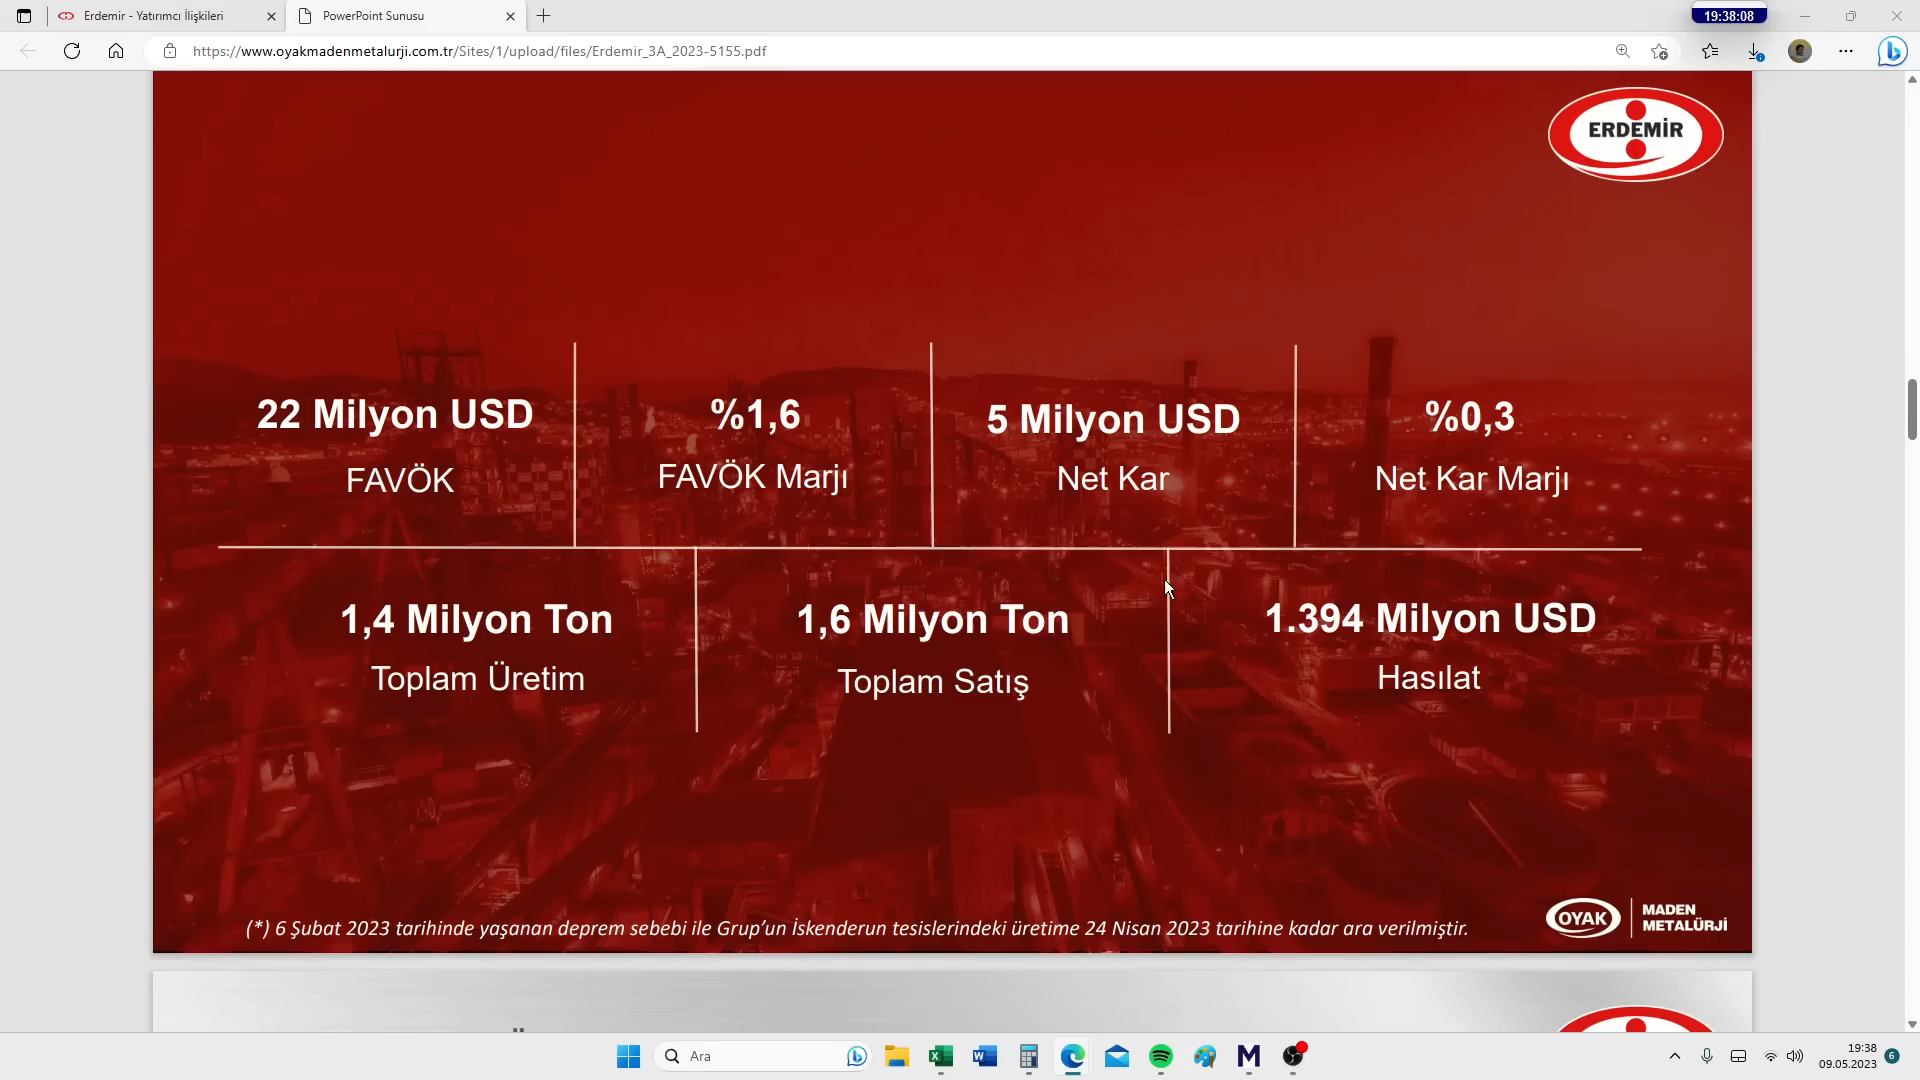 Erdemir - Yatırımcı İlişkileri
PowerPoint Sunusu
19:38:08
https://www.oyakmadenmetalurji.com.tr/Sites/1/upload/files/Erdemir_3A_2023-5155.pdf
ERDEMİR
22 Milyon USD
FAVÖK
%1,6
FAVÖK Marjı
5 Milyon USD
Net Kar
%0,3
Net Kar Marjı
1,4 Milyon Ton
Toplam Üretim
1,6 Milyon Ton
Toplam Satış
1.394 Milyon USD
Hasılat
(*) 6 Şubat 2023 tarihinde yaşanan deprem sebebi ile Grup’un İskenderun tesislerindeki üretime 24 Nisan 2023 tarihine kadar ara verilmiştir.
OYAK
MADEN
METALÜRJİ
Ara
19:38
09.05.2023
6